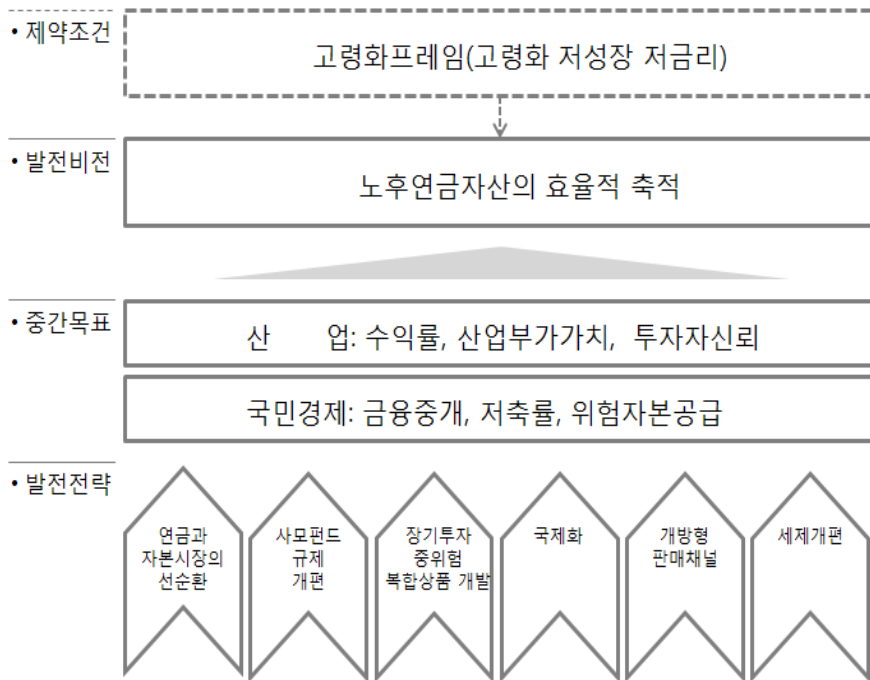 • 제약조건
고령화프레임(고령화 저성장 저금리)
• 발전비전
노후연금자산의 효율적 축적
• 중간목표
산 업: 수익률, 산업부가가치, 투자자신뢰
국민경제: 금융중개, 저축률, 위험자본공급
• 발전전략
연금과
자본시장의
선순환
사모펀드
규제
개편
장기투자
중위험
복합상품 개발
국제화
개방형
판매채널
세제개편